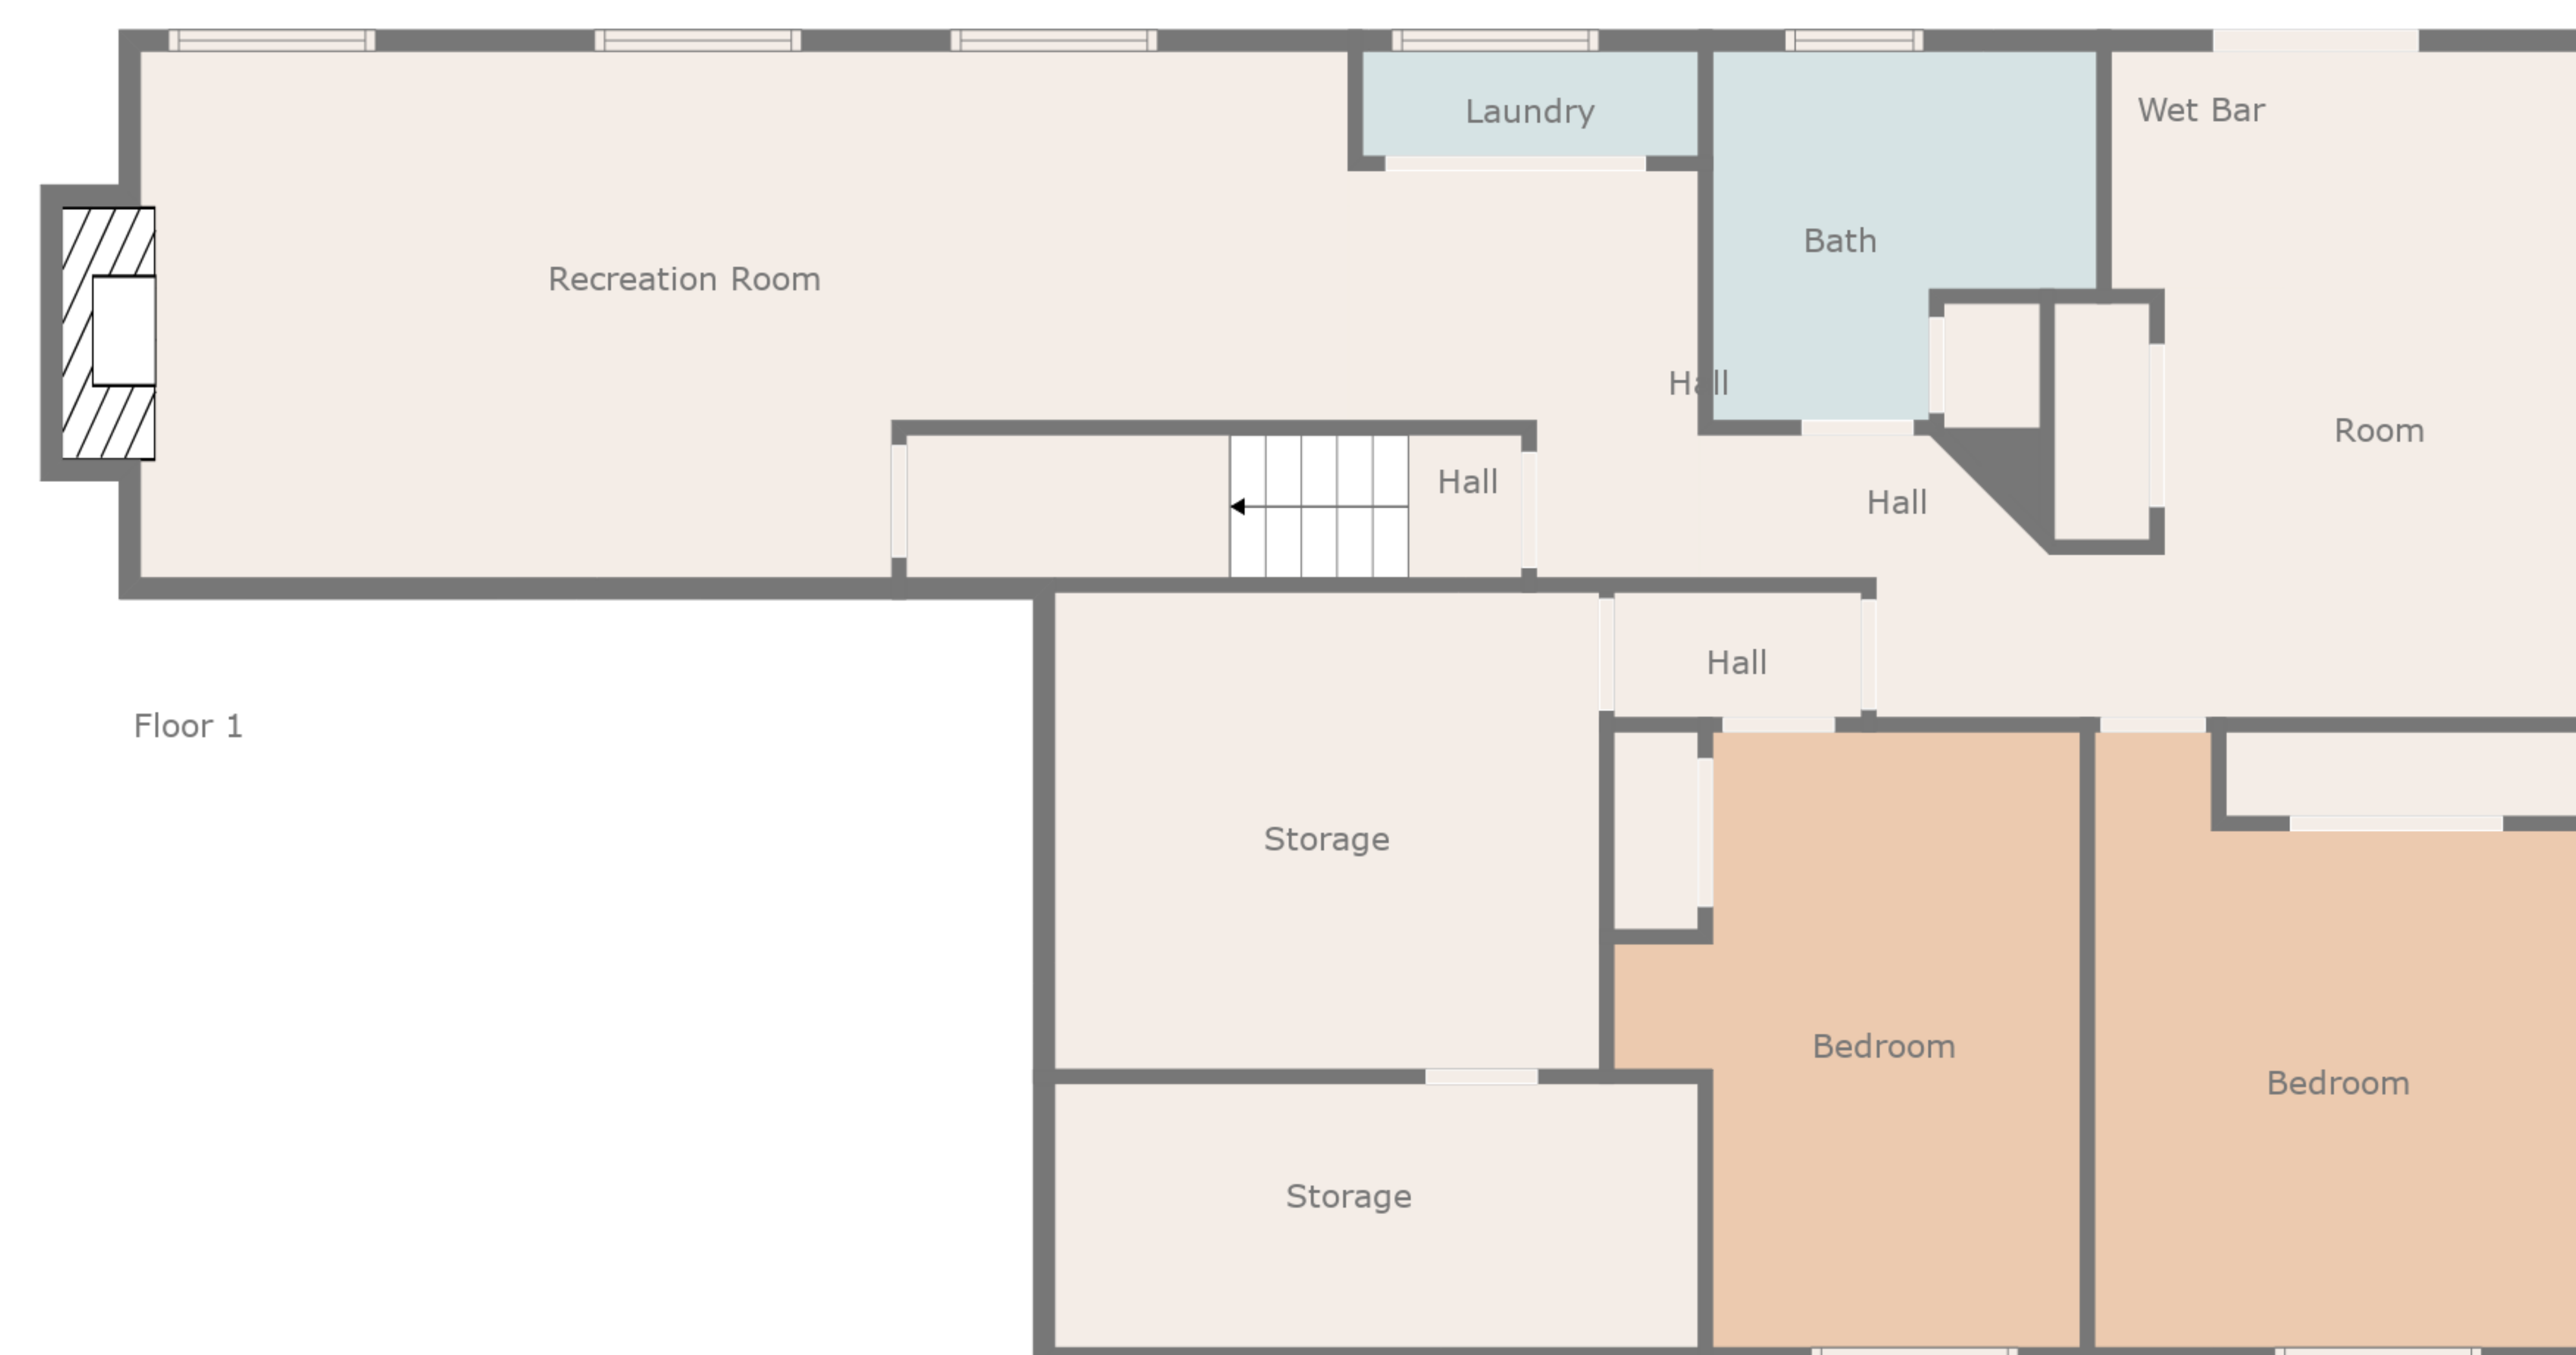 Laundry
Wet Bar
Bath
Recreation Room
Hall
Room
Hall
Hall
Hall
Floor 1
Storage
Bedroom
Bedroom
Storage